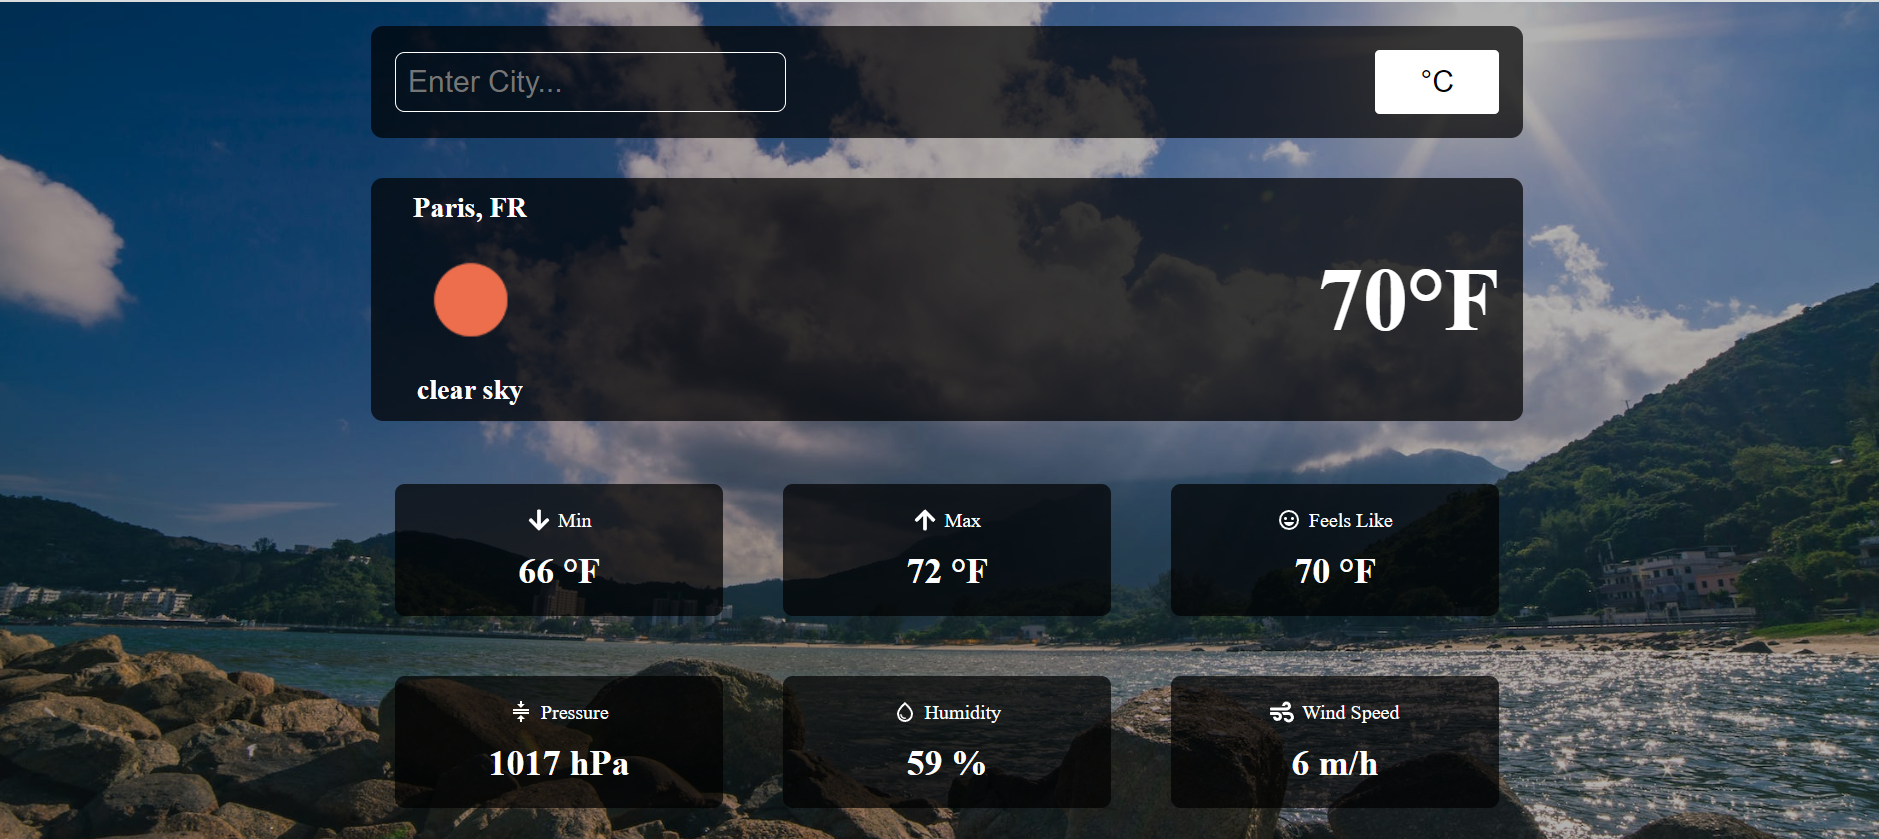 Enter City...
°C
Paris, FR
70°F
clear sky
Min
66 °F
Max
72 °F
Feels Like
70 °F
Pressure
1017 hPa
Humidity
59 %
Wind Speed
6 m/h